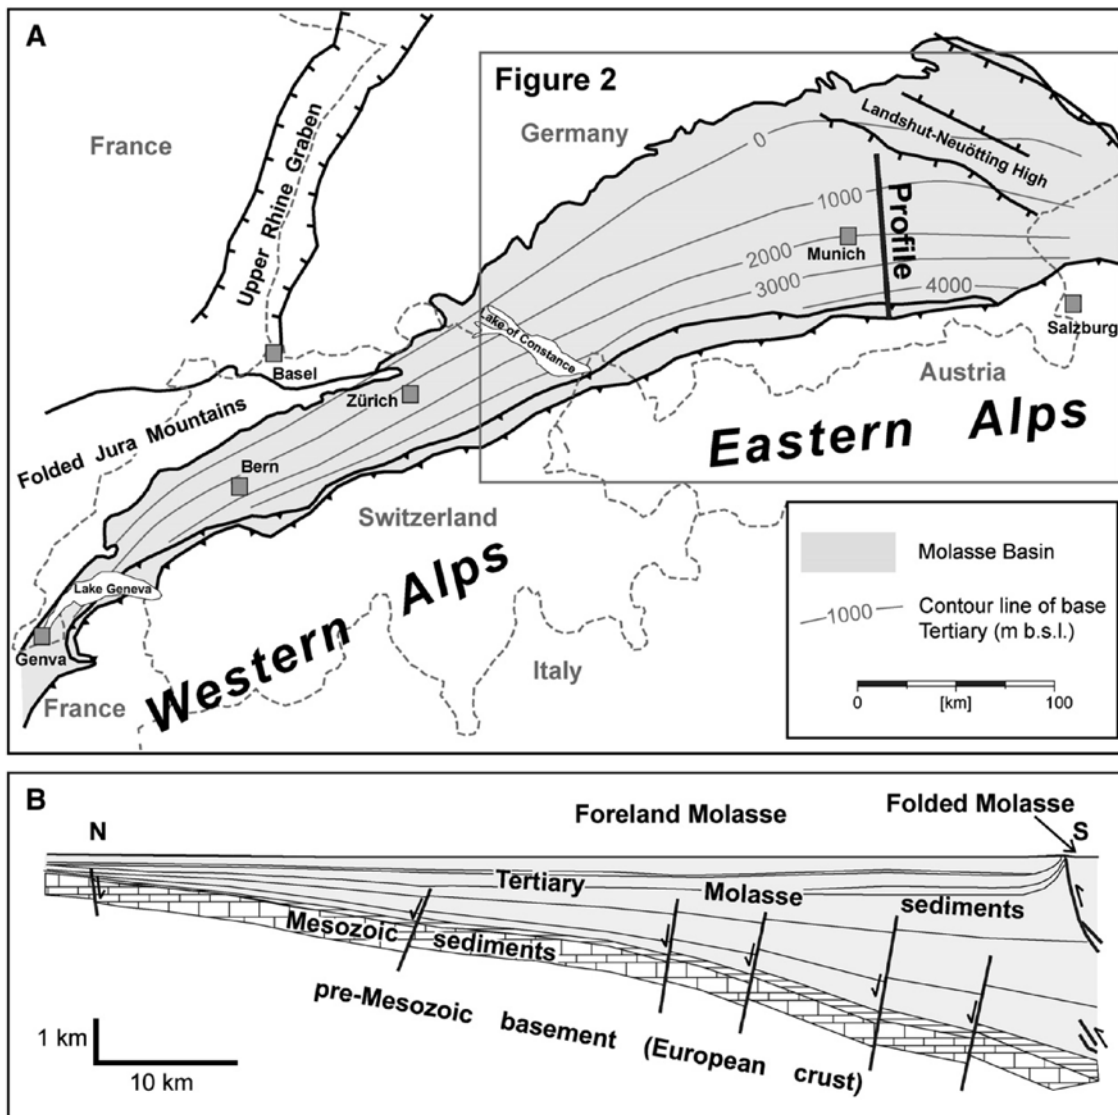 A
Figure 2
France
Germany
Upper Rhine Graben
Landshut-Neuötting High
0
1000
Profile
2000
Munich
3000
4000
Salzburg
Lake of Constance
Basel
Zürich
Austria
Folded Jura Mountains
Eastern Alps
Bern
Switzerland
Western Alps
Lake Geneva
Genva
Italy
France
Molasse Basin
1000
Contour line of base
Tertiary (m b.s.l.)
0 [km] 100
B
N
Foreland Molasse
Folded Molasse
S
Tertiary Molasse sediments
Mesozoic sediments
pre-Mesozoic basement (European crust)
1 km
10 km